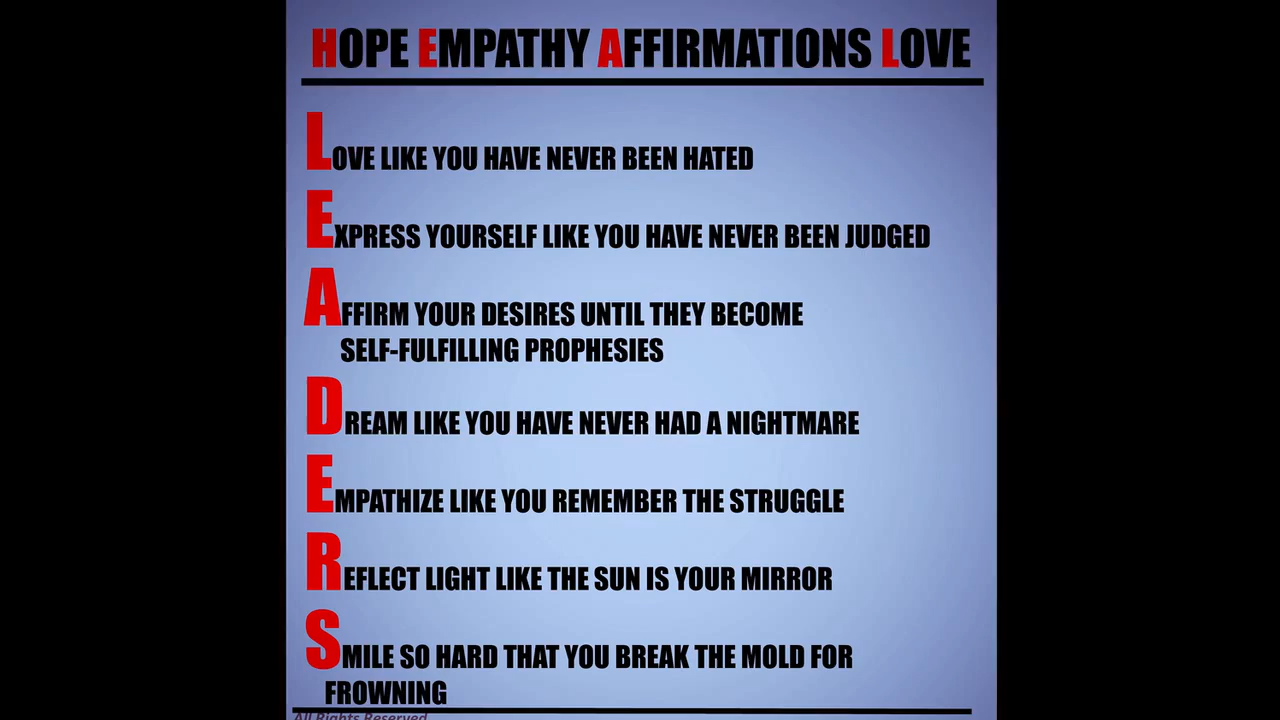 HOPE EMPATHY AFFIRMATIONS LOVE
LOVE LIKE YOU HAVE NEVER BEEN HATED
EXPRESS YOURSELF LIKE YOU HAVE NEVER BEEN JUDGED
AFFIRM YOUR DESIRES UNTIL THEY BECOME
SELF-FULFILLING PROPHESIES
DREAM LIKE YOU HAVE NEVER HAD A NIGHTMARE
EMPATHIZE LIKE YOU REMEMBER THE STRUGGLE
REFLECT LIGHT LIKE THE SUN IS YOUR MIRROR
SMILE SO HARD THAT YOU BREAK THE MOLD FOR
FROWNING
All Rights Reserved